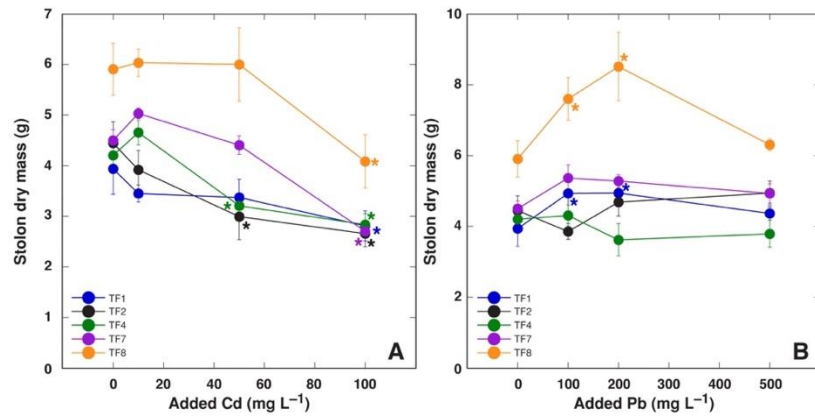 7
6
5
4
3
2
1
0
Stolon dry mass (g)
TF1
TF2
TF4
TF7
TF8
A
0 20 40 60 80 100
Added Cd (mg L⁻¹)
10
8
6
4
2
0
Stolon dry mass (g)
TF1
TF2
TF4
TF7
TF8
B
0 100 200 300 400 500
Added Pb (mg L⁻¹)
* * * * * * *
* * * *